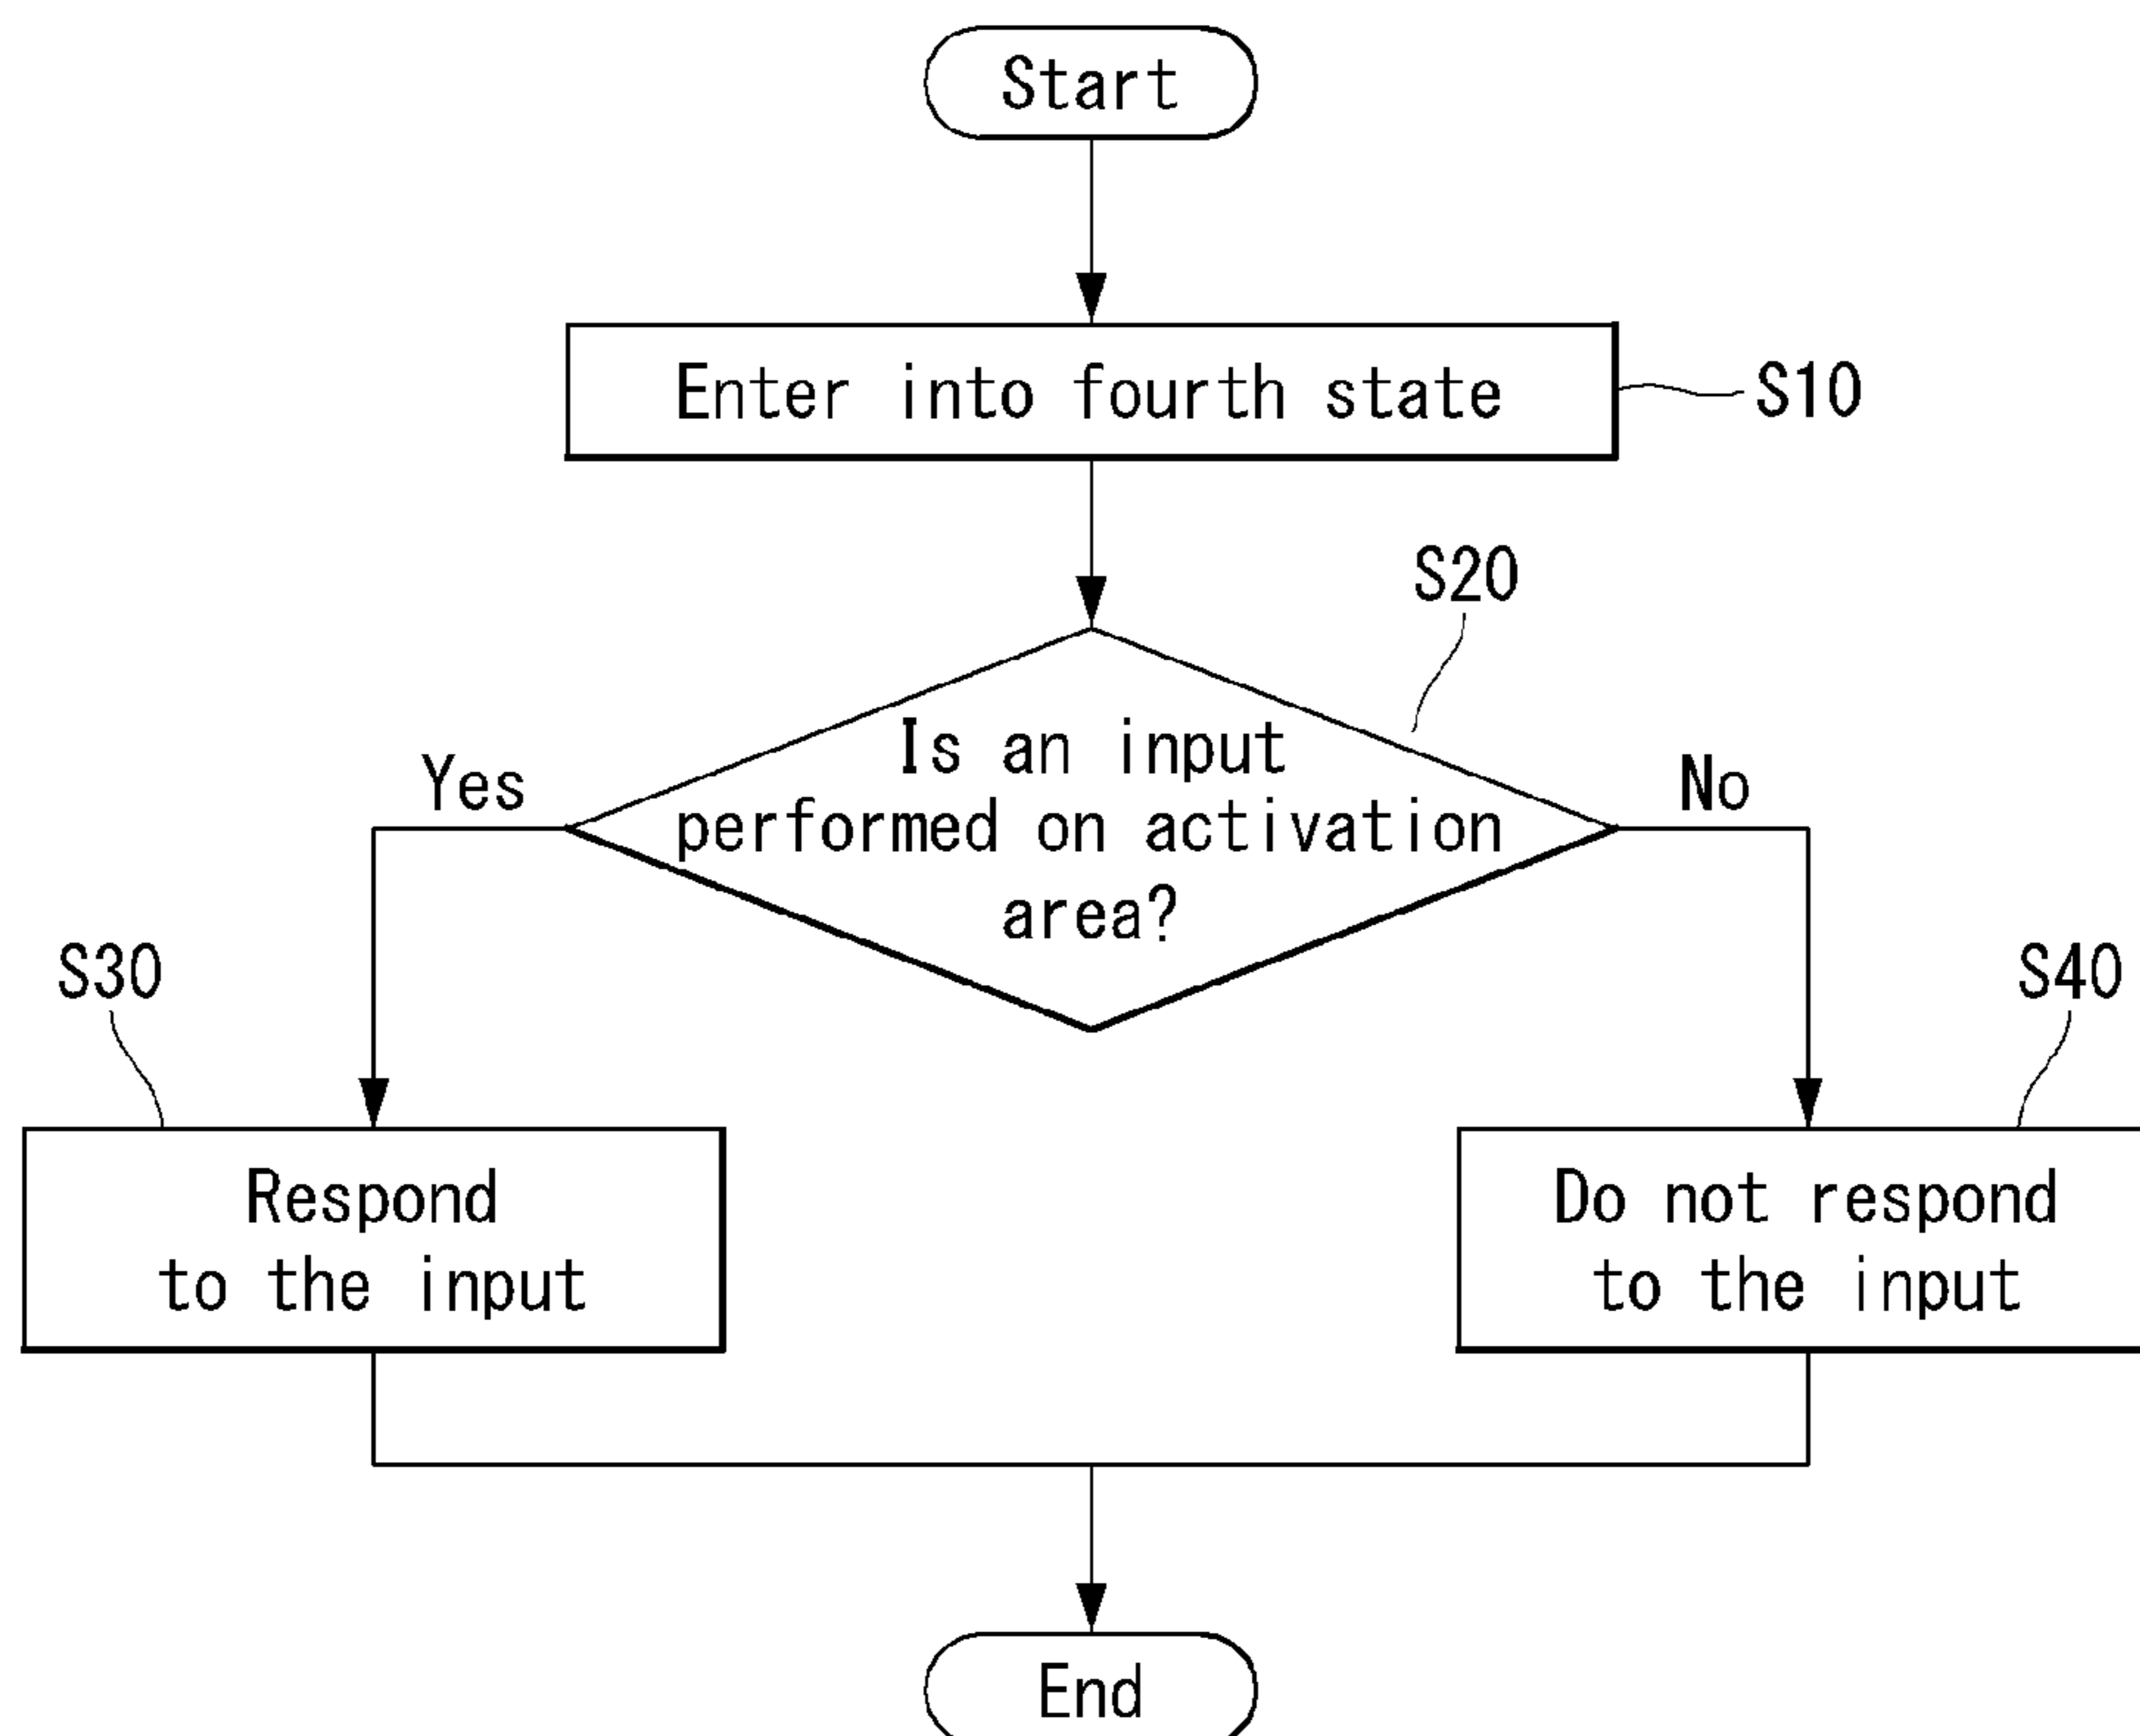 Start
Enter into fourth state
S10
S20
Is an input
performed on activation
area?
Yes
No
S30
S40
Respond
to the input
Do not respond
to the input
End